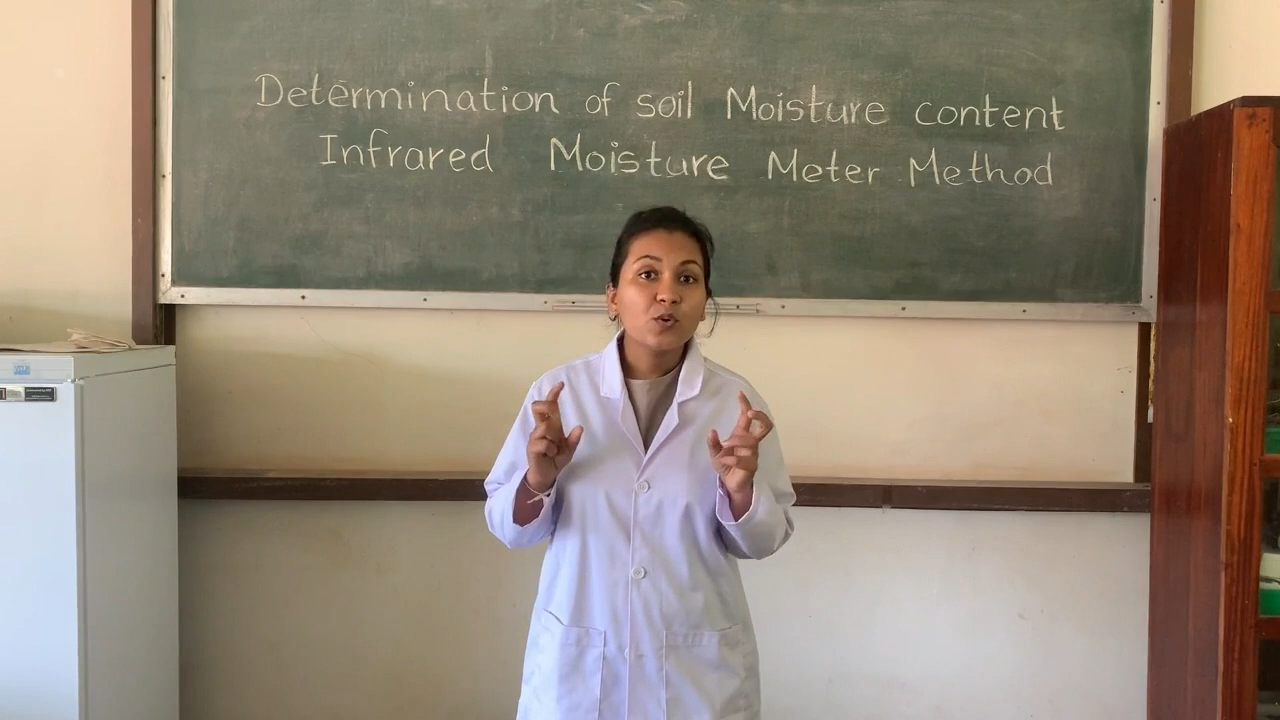 Determination of soil Moisture content
Infrared Moisture Meter Method